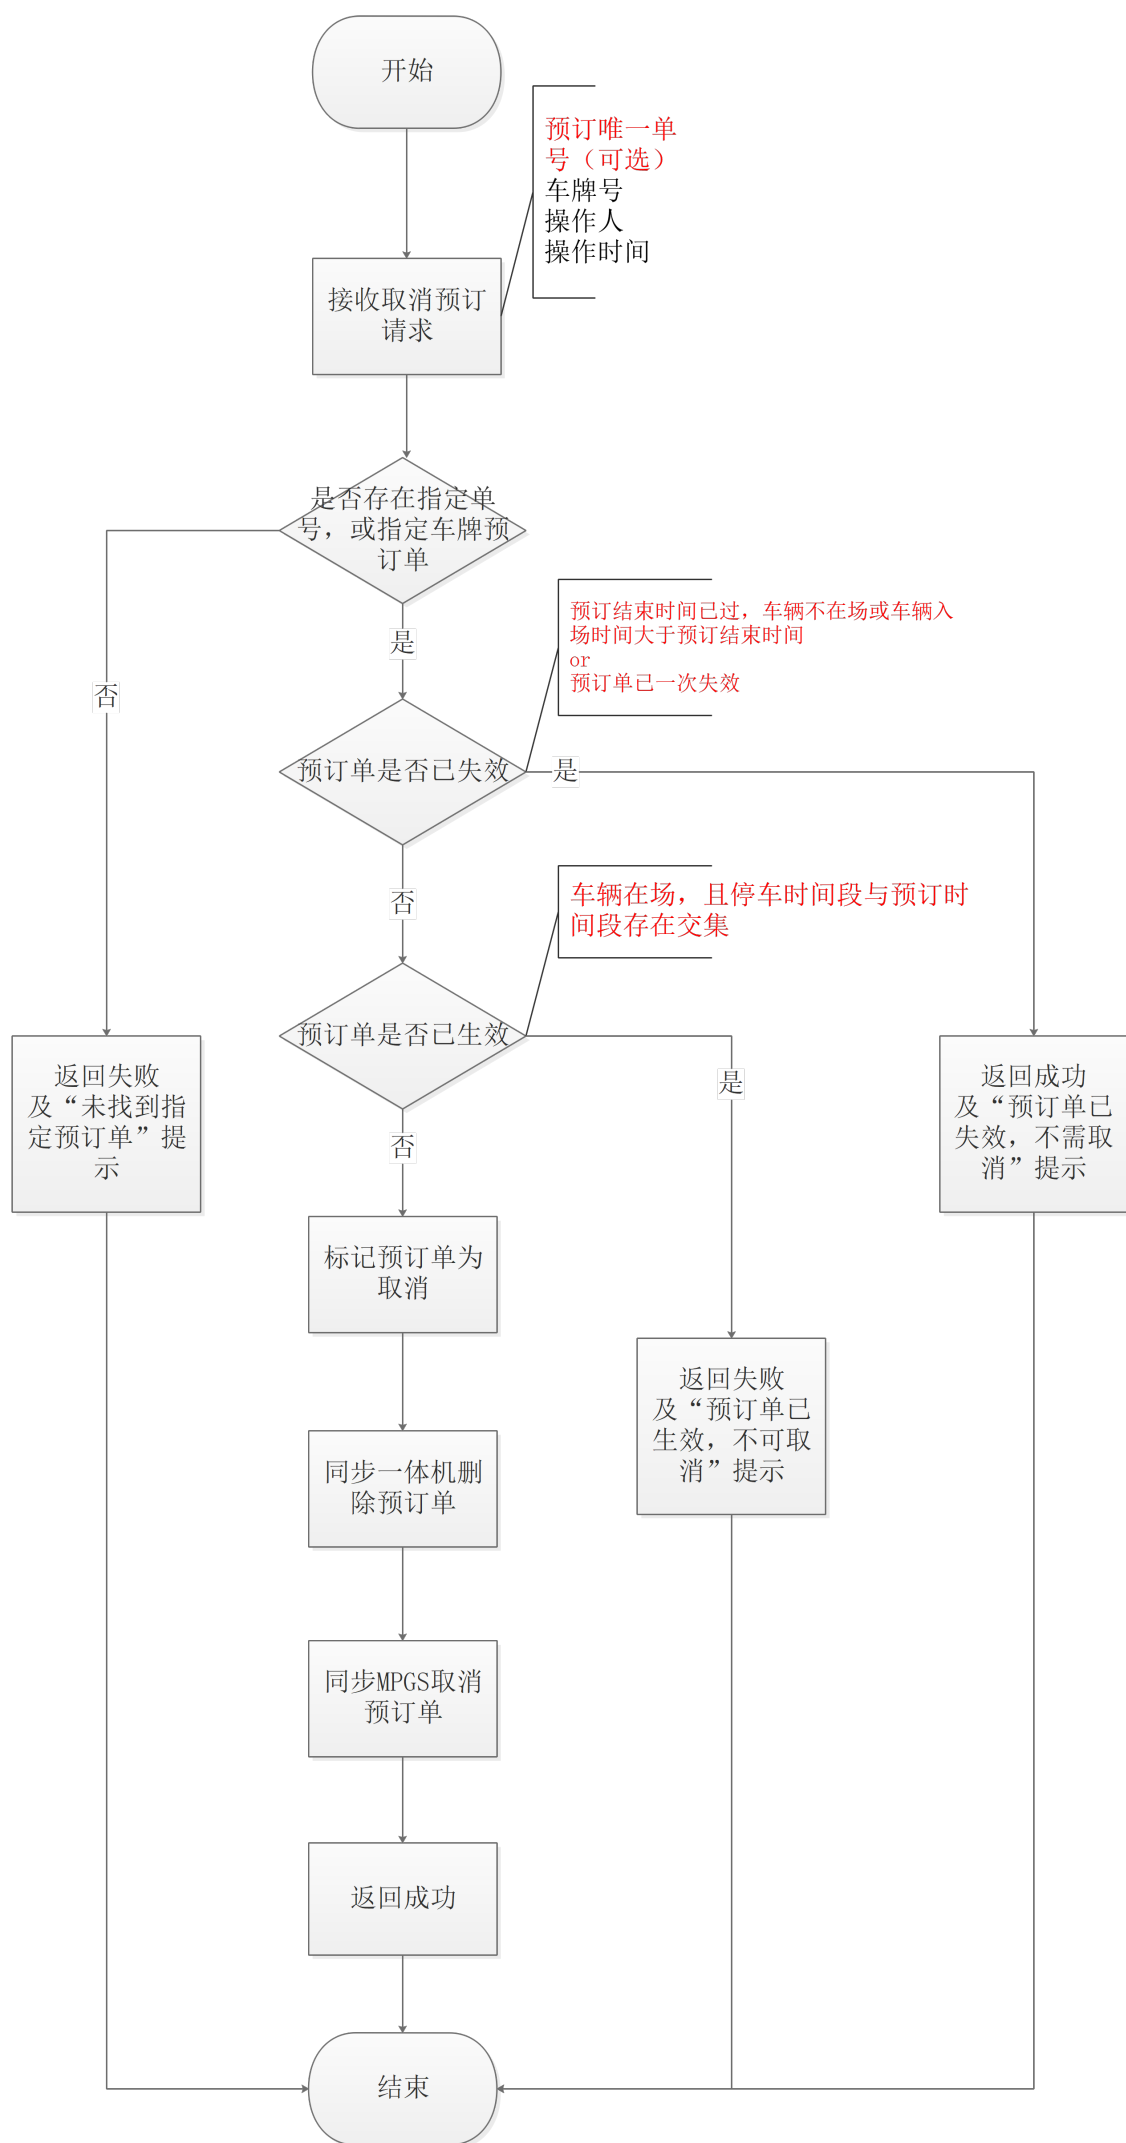 开始
预订唯一单
号（可选）
车牌号
操作人
操作时间
接收取消预订
请求
是否存在指定单
号，或指定车牌预
订单
是
否
预订结束时间已过，车辆不在场或车辆入
场时间大于预订结束时间
or
预订单已一次失效
预订单是否已失效
是
否
车辆在场，且停车时间段与预订时
间段存在交集
预订单是否已生效
是
否
返回失败
及“未找到指
定预订单”提
示
返回成功
及“预订单已
失效，不需取
消”提示
标记预订单为
取消
返回失败
及“预订单已
生效，不可取
消”提示
同步一体机删
除预订单
同步MPGS取消
预订单
返回成功
结束